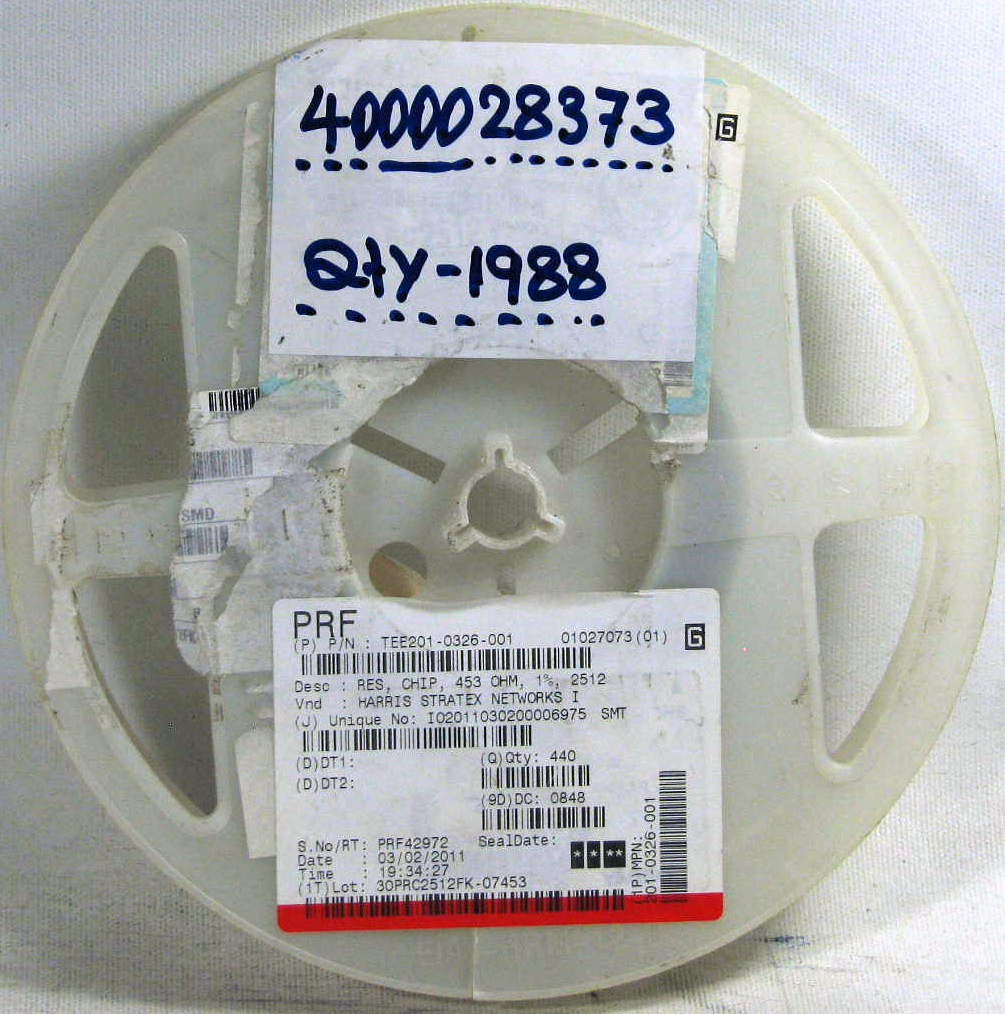 4000028373
G
Qty-1988
SMD
PRF
(P) P/N : TEE201-0326-001 01027073(01) G
Desc : RES, CHIP, 453 OHM, 1%, 2512
Vnd : HARRIS STRATEX NETWORKS I
(J) Unique No: IO2011030200006975 SMT
(D)DT1: (Q)Qty: 440
(D)DT2:
(9D)DC: 0848
S.No/RT: PRF42972 SealDate:
Date : 03/02/2011
Time : 19:34:27
(1T)Lot: 30PRC2512FK-07453
* * **
(1P)MPN:
201-0326-001